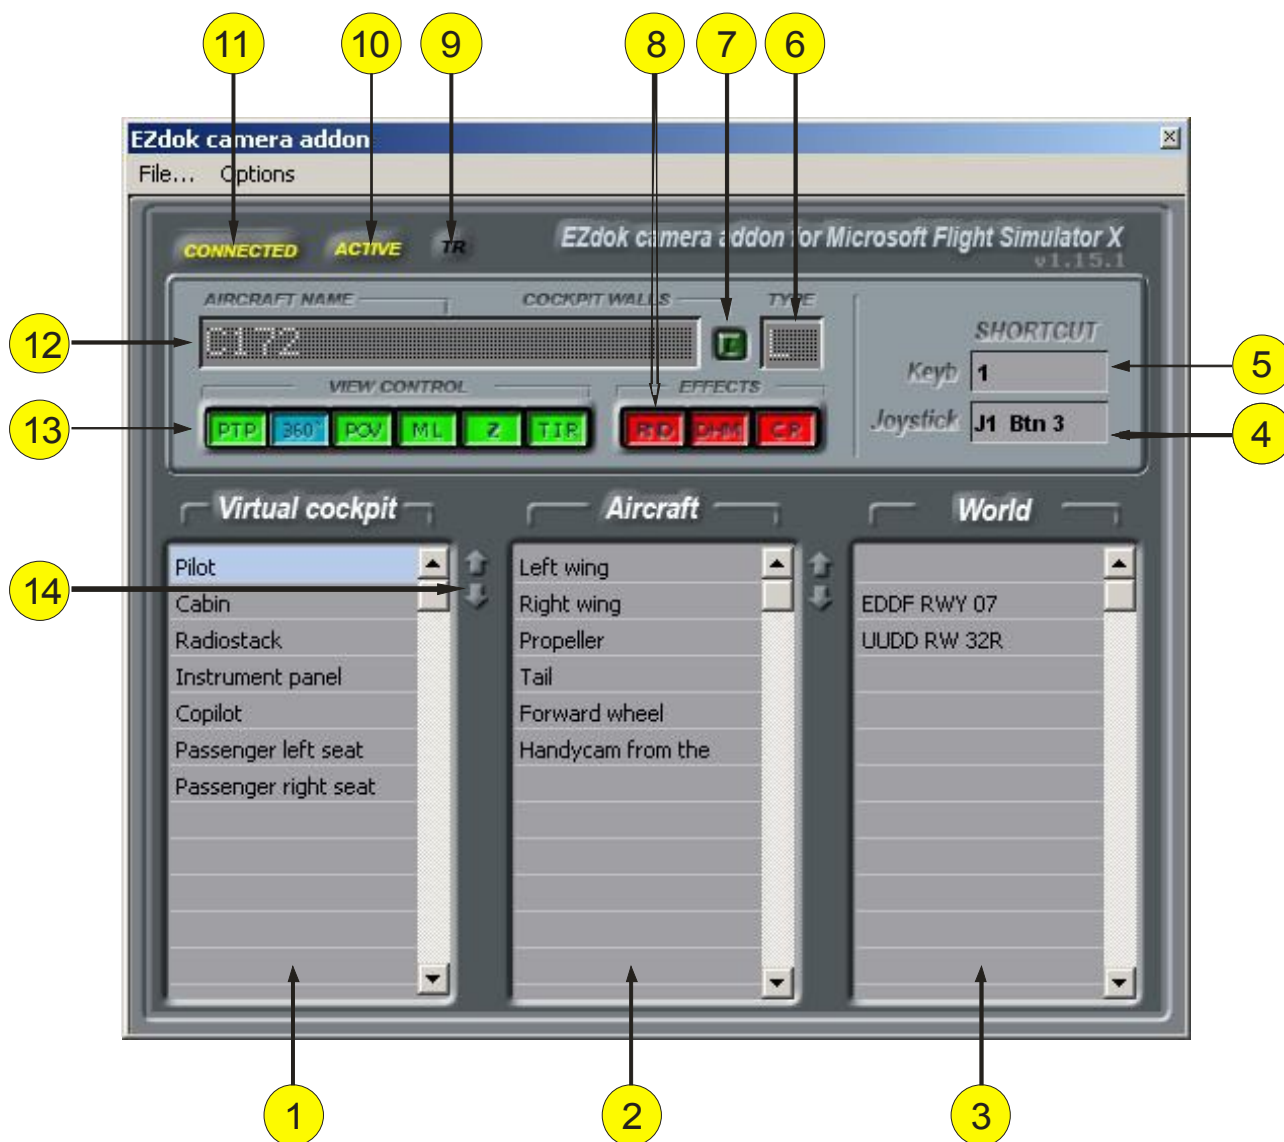 11 10 9 8 7 6
EZdok camera addon
File... Options
CONNECTED ACTIVE TR EZdok camera addon for Microsoft Flight Simulator X
v1.15.1
AIRCRAFT NAME COCKPIT WALLS TYPE
SHORTCUT
12 C172 E L
Keyb 1 5
VIEW CONTROL EFFECTS
13 PTP 360° POV ML Z TIR RND DHM CR Joystick J1 Btn 3 4
Virtual cockpit Aircraft World
Pilot Left wing
14 Cabin Right wing EDDF RWY 07
Radiostack Propeller UUDD RW 32R
Instrument panel Tail
Copilot Forward wheel
Passenger left seat Handycam from the
Passenger right seat
1 2 3